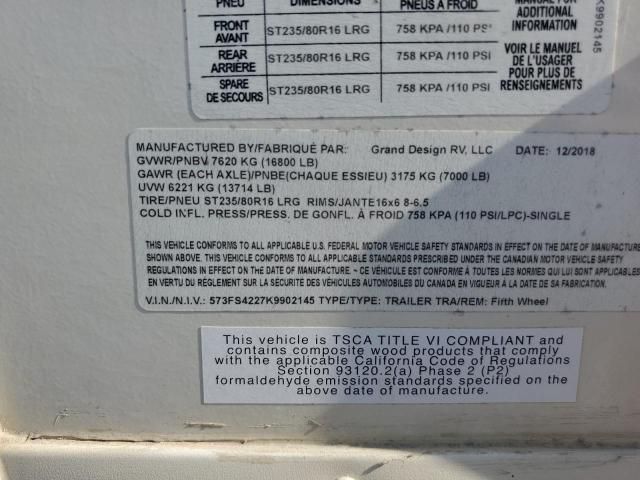 PNEU DIMENSIONS PNEUS À FROID
MANUAL FOR
ADDITIONAL
INFORMATION
FRONT
AVANT
ST235/80R16 LRG 758 KPA /110 PSI
REAR
ARRIÈRE
ST235/80R16 LRG 758 KPA /110 PSI
SPARE
DE SECOURS
ST235/80R16 LRG 758 KPA /110 PSI
VOIR LE MANUEL
DE L'USAGER
POUR PLUS DE
RENSEIGNEMENTS
K9902145
MANUFACTURED BY/FABRIQUÉ PAR: Grand Design RV, LLC DATE: 12/2018
GVWR/PNBV 7620 KG (16800 LB)
GAWR (EACH AXLE)/PNBE(CHAQUE ESSIEU) 3175 KG (7000 LB)
UVW 6221 KG (13714 LB)
TIRE/PNEU ST235/80R16 LRG RIMS/JANTE16x6 8-6.5
COLD INFL. PRESS/PRESS. DE GONFL. À FROID 758 KPA (110 PSI/LPC)-SINGLE
THIS VEHICLE CONFORMS TO ALL APPLICABLE U.S. FEDERAL MOTOR VEHICLE SAFETY STANDARDS IN EFFECT ON THE DATE OF MANUFACTURE
THIS VEHICLE CONFORMS TO ALL APPLICABLE STANDARDS PRESCRIBED UNDER THE CANADIAN MOTOR VEHICLE SAFETY REGULATIONS IN
EFFECT ON THE DATE OF MANUFACTURE ~ CE VÉHICULE EST CONFORME À TOUTES LES NORMES QUI LUI SONT APPLICABLES
EN VERTU DU RÈGLEMENT SUR LA SÉCURITÉ DES VÉHICULES AUTOMOBILES DU CANADA EN VIGUEUR À LA DATE DE SA FABRICATION.
V.I.N./N.I.V.: 573FS4227K9902145 TYPE/TYPE: TRAILER TRA/REM: Fifth Wheel
This vehicle is TSCA TITLE VI COMPLIANT and
contains composite wood products that comply
with the applicable California Code of Regulations
Section 93120.2(a) Phase 2 (P2)
formaldehyde emission standards specified on the
above date of manufacture.